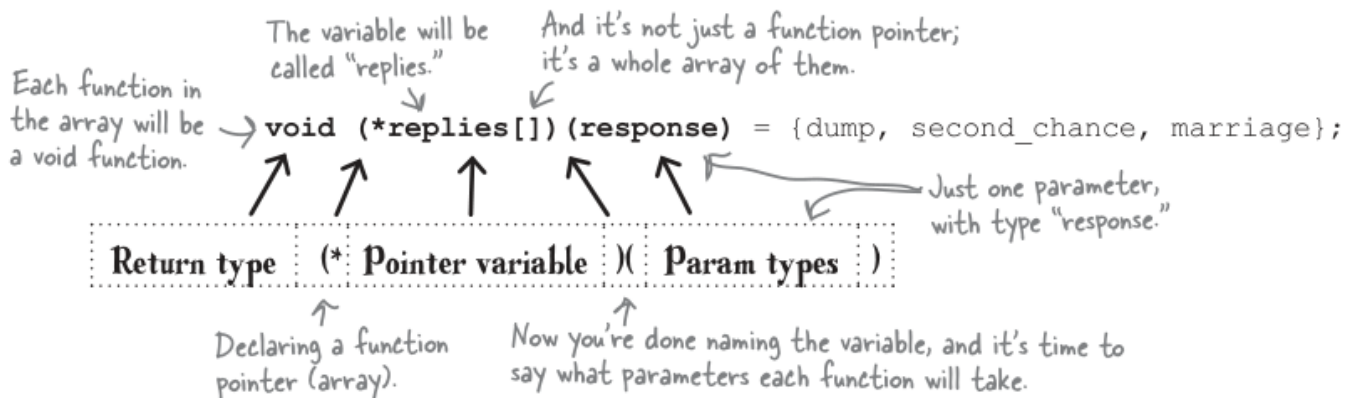 The variable will be
called "replies."
And it's not just a function pointer;
it's a whole array of them.
Each function in
the array will be
a void function.
void (*replies[])(response) = {dump, second_chance, marriage};
Just one parameter,
with type "response."
Return type (* Pointer variable )( Param types )
Declaring a function
pointer (array).
Now you're done naming the variable, and it's time to
say what parameters each function will take.